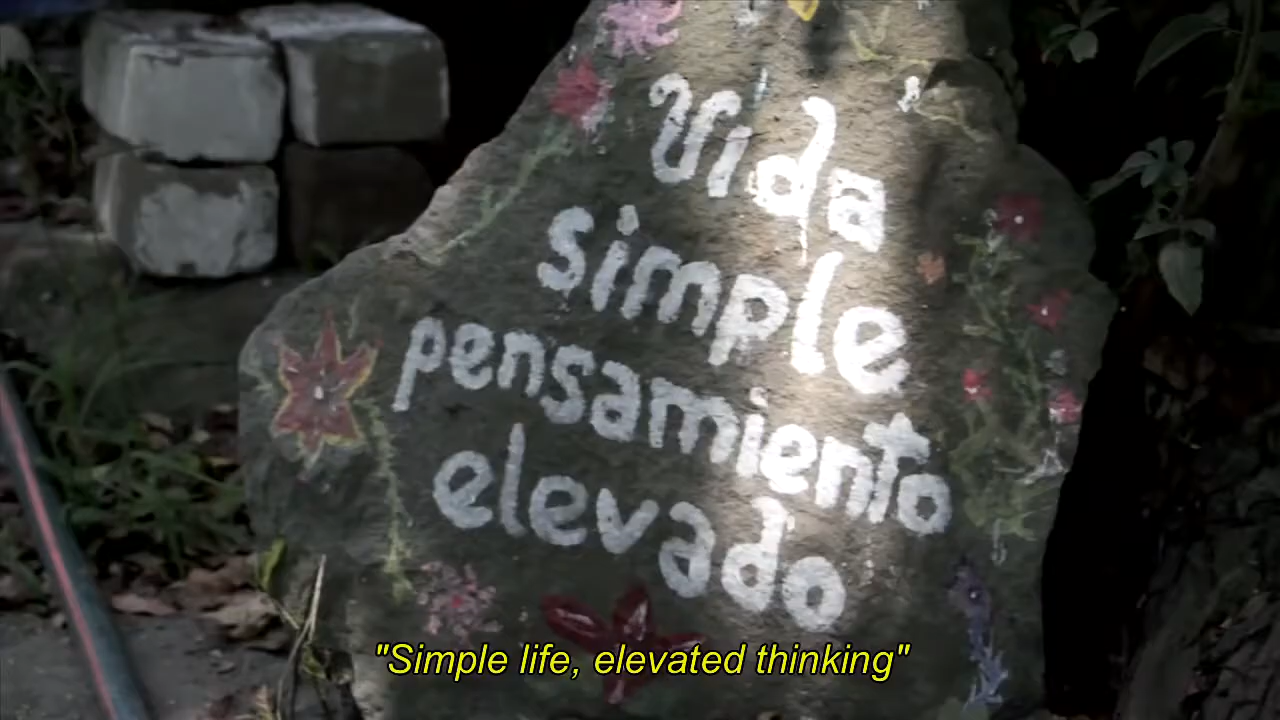 Vida
simple
pensamiento
elevado
"Simple life, elevated thinking"